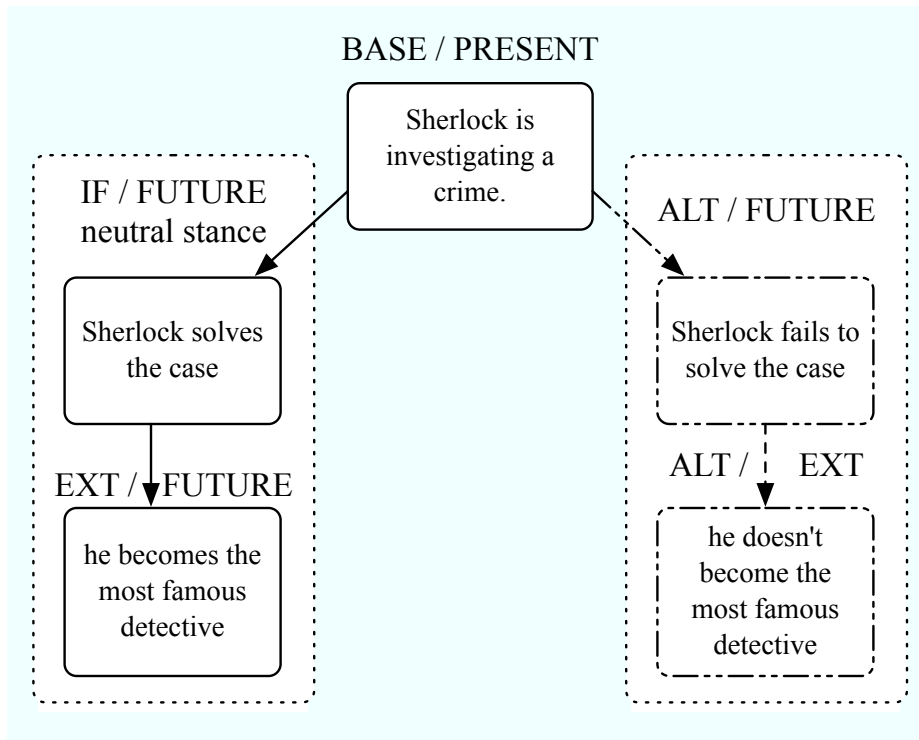 BASE / PRESENT
Sherlock is
investigating a
crime.
IF / FUTURE
neutral stance
Sherlock solves
the case
EXT / FUTURE
he becomes the
most famous
detective
ALT / FUTURE
Sherlock fails to
solve the case
ALT / EXT
he doesn't
become the
most famous
detective